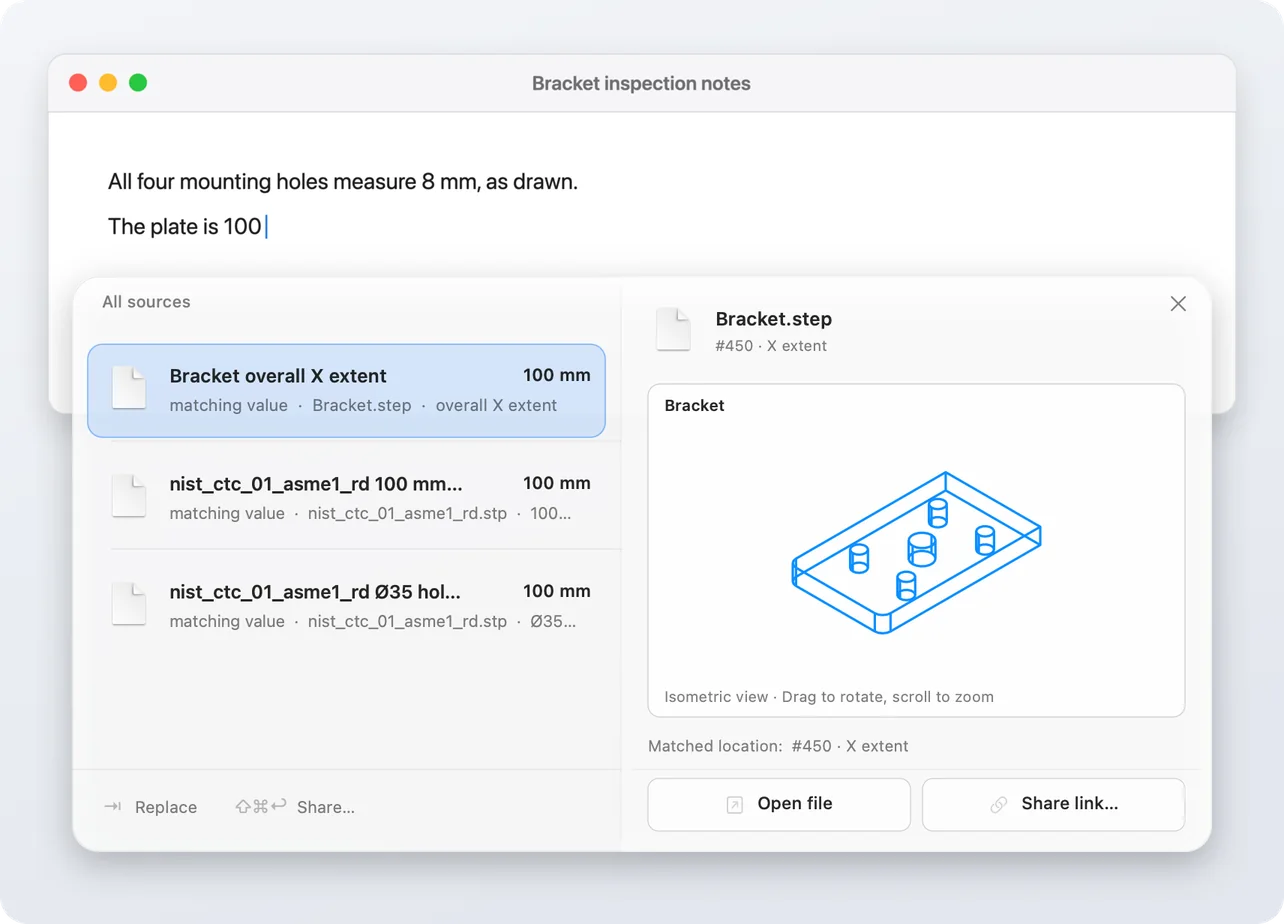 Bracket inspection notes
All four mounting holes measure 8 mm, as drawn.
The plate is 100
All sources
Bracket overall X extent 100 mm
matching value · Bracket.step · overall X extent
nist_ctc_01_asme1_rd 100 mm... 100 mm
matching value · nist_ctc_01_asme1_rd.stp · 100...
nist_ctc_01_asme1_rd Ø35 hol... 100 mm
matching value · nist_ctc_01_asme1_rd.stp · Ø35...
⇥ Replace ⇧⌘↩ Share...
Bracket.step
#450 · X extent
Bracket
Isometric view · Drag to rotate, scroll to zoom
Matched location: #450 · X extent
Open file
Share link...